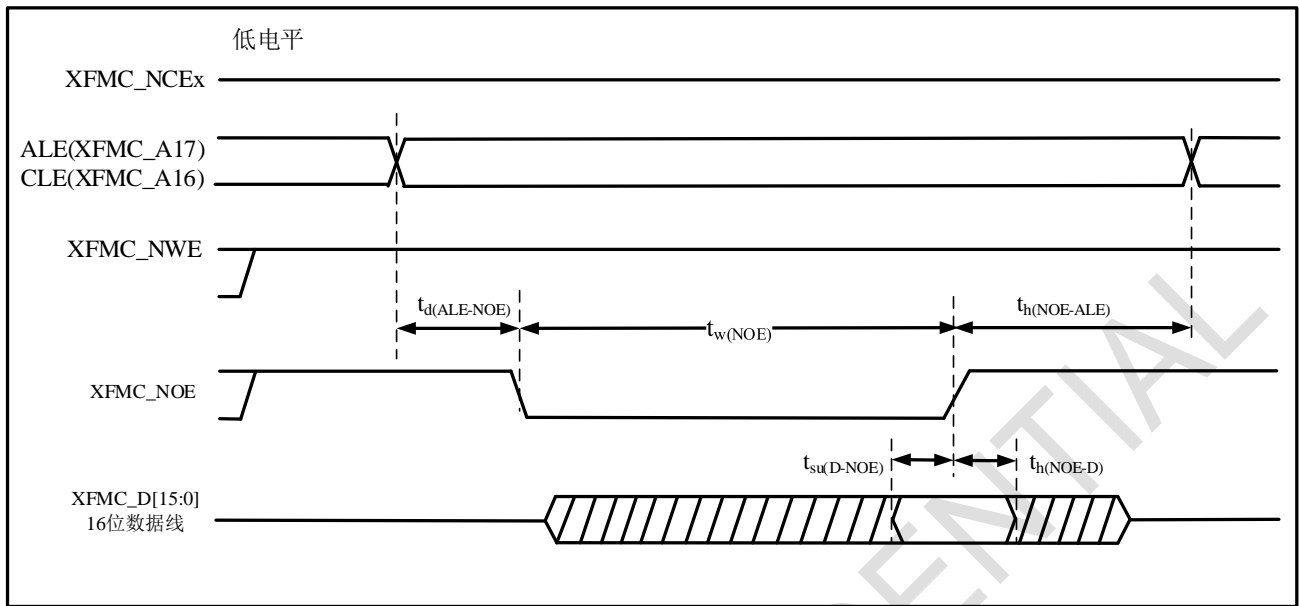 低电平
XFMC_NCEx
ALE(XFMC_A17)
CLE(XFMC_A16)
XFMC_NWE
td(ALE-NOE)
tw(NOE)
th(NOE-ALE)
XFMC_NOE
tsu(D-NOE)
th(NOE-D)
XFMC_D[15:0]
16位数据线
ENTIAL